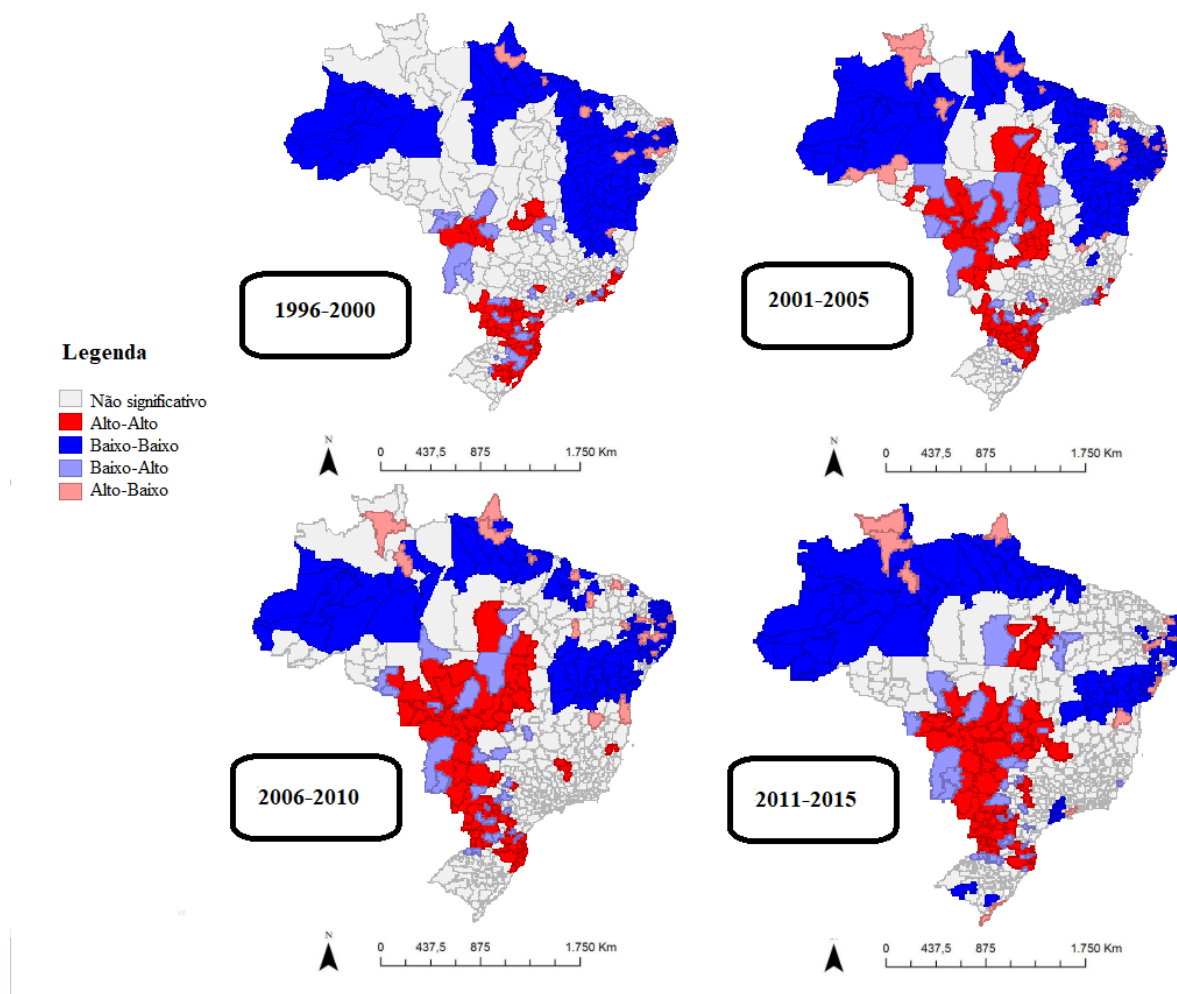 1996-2000
2001-2005
Legenda
Não significativo
Alto-Alto
Baixo-Baixo
Baixo-Alto
Alto-Baixo
N
0 437,5 875 1.750 Km
N
0 437,5 875 1.750 Km
2006-2010
2011-2015
N
0 437,5 875 1.750 Km
0 437,5 875 1.750 Km